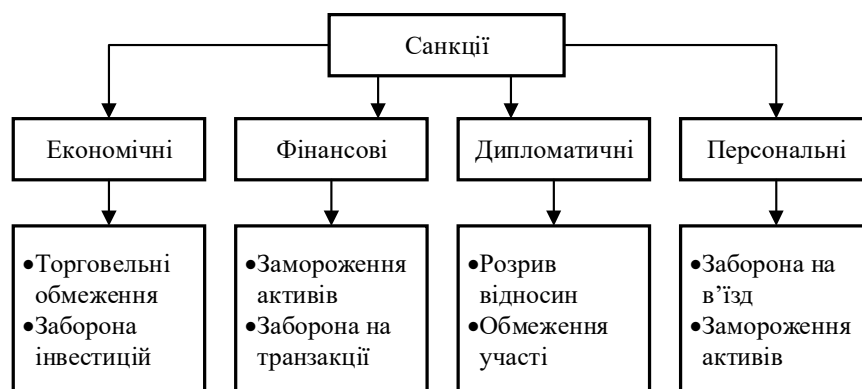 Санкції
Економічні
Фінансові
Дипломатичні
Персональні
•Торговельні
обмеження
•Заборона
інвестицій
•Замороження
активів
•Заборона на
транзакції
•Розрив
відносин
•Обмеження
участі
•Заборона на
в’їзд
•Замороження
активів